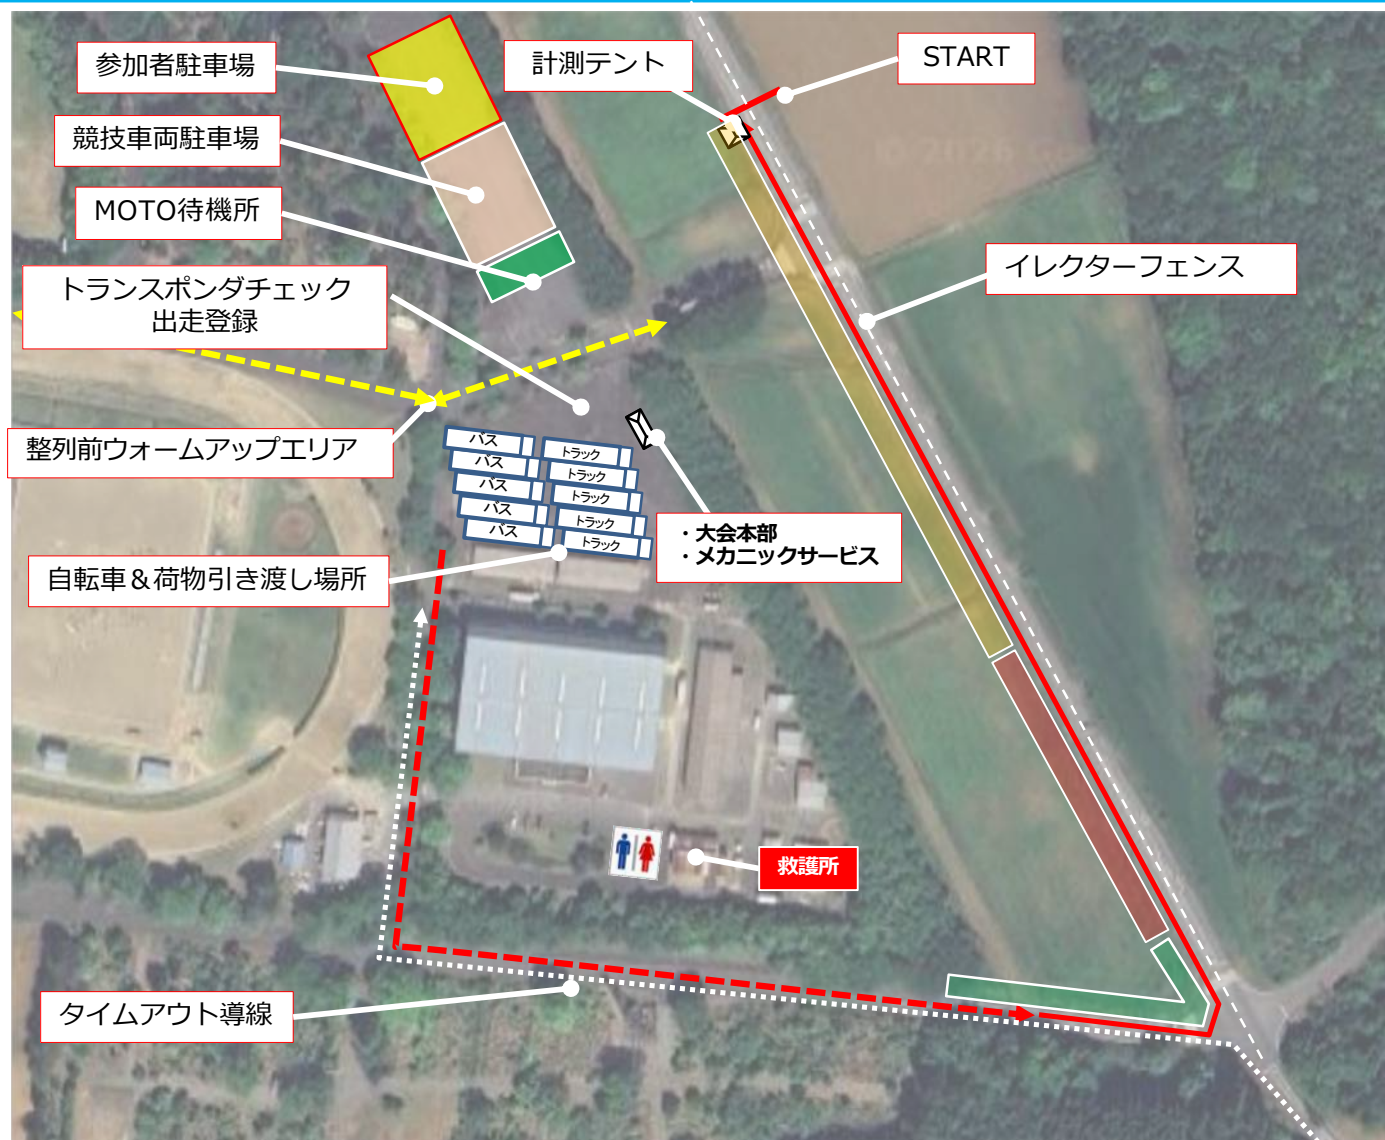 参加者駐車場
計測テント
START
競技車両駐車場
MOTO待機所
イレクターフェンス
トランスポンダチェック
出走登録
整列前ウォームアップエリア
バス
トラック
バス
トラック
バス
トラック
バス
トラック
バス
トラック
・大会本部
・メカニックサービス
自転車＆荷物引き渡し場所
救護所
タイムアウト導線